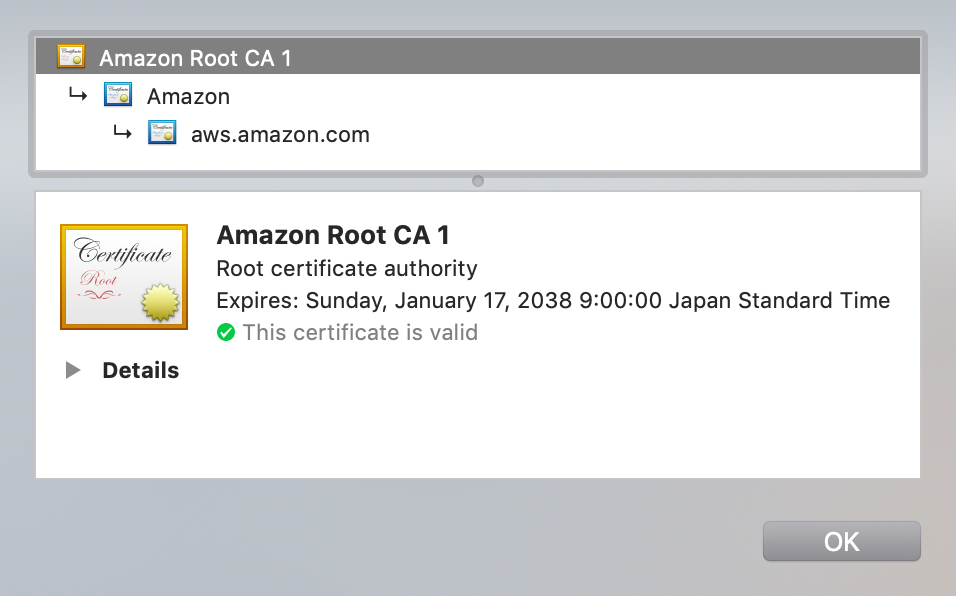 Amazon Root CA 1
Amazon
aws.amazon.com
Certificate
Root
Amazon Root CA 1
Root certificate authority
Expires: Sunday, January 17, 2038 9:00:00 Japan Standard Time
This certificate is valid
Details
OK